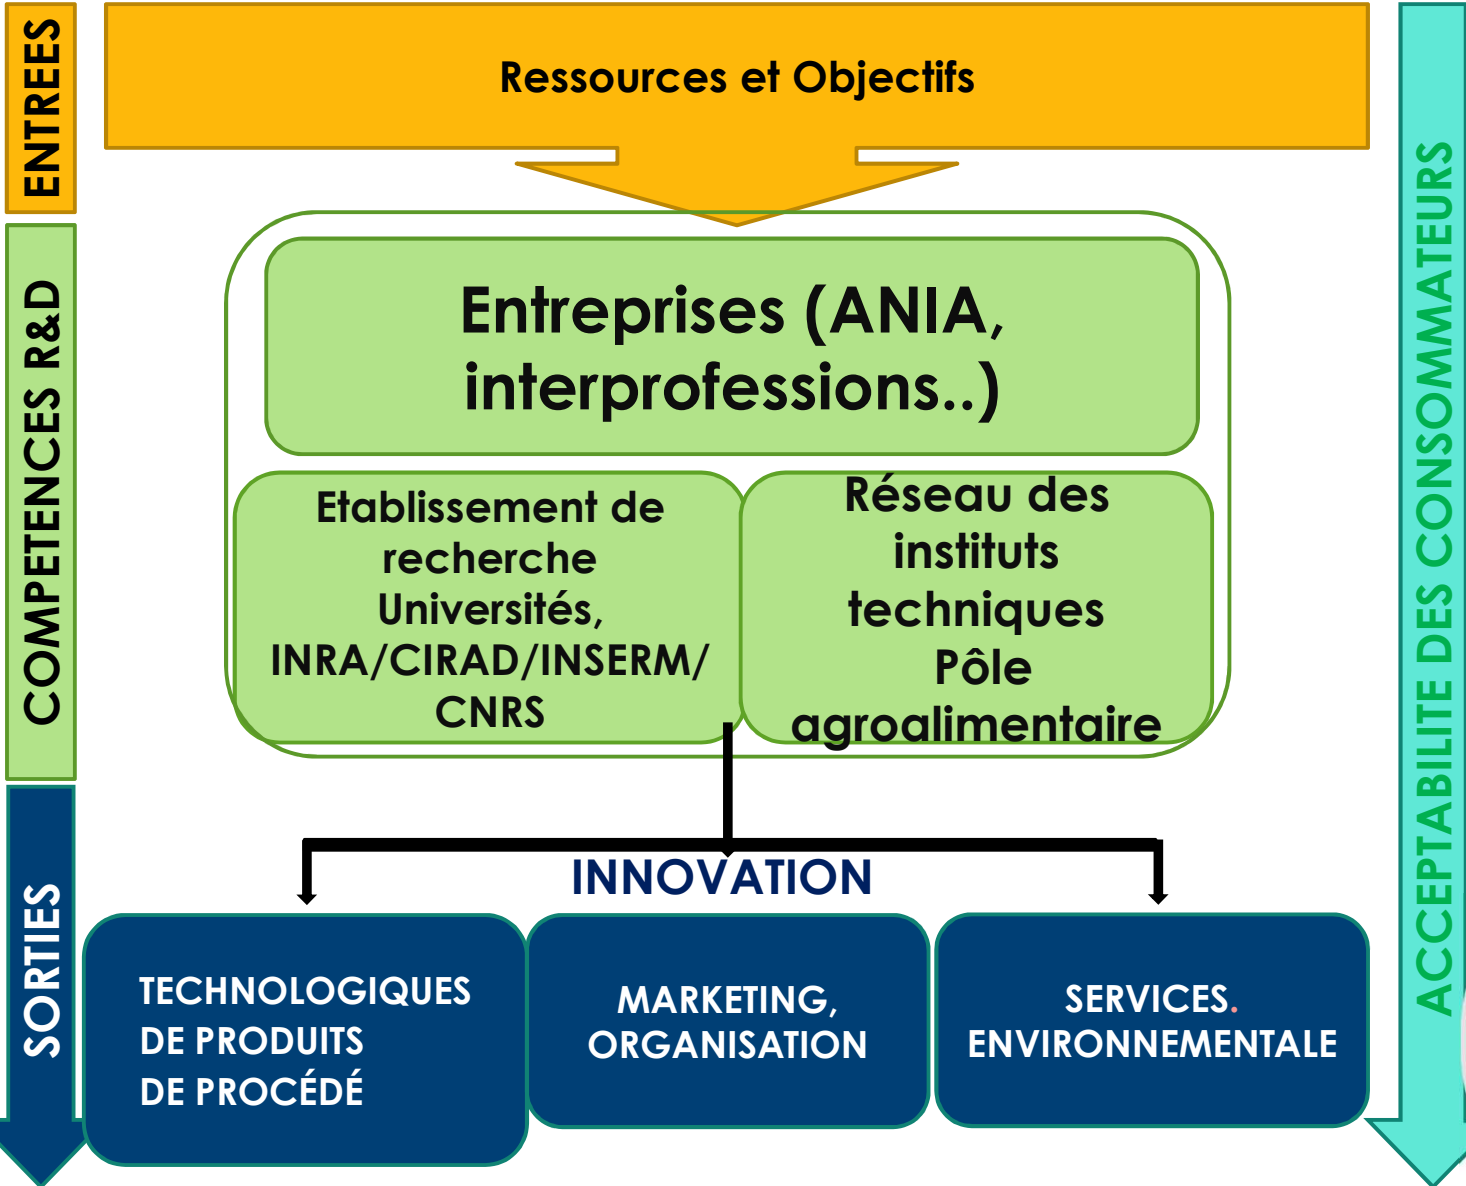 ENTREES
Ressources et Objectifs
COMPETENCES R&D
Entreprises (ANIA,
interprofessions..)
Etablissement de
recherche
Universités,
INRA/CIRAD/INSERM/
CNRS
Réseau des
instituts
techniques
Pôle
agroalimentaire
SORTIES
INNOVATION
TECHNOLOGIQUES
DE PRODUITS
DE PROCÉDÉ
MARKETING,
ORGANISATION
SERVICES.
ENVIRONNEMENTALE
ACCEPTABILITE DES CONSOMMATEURS